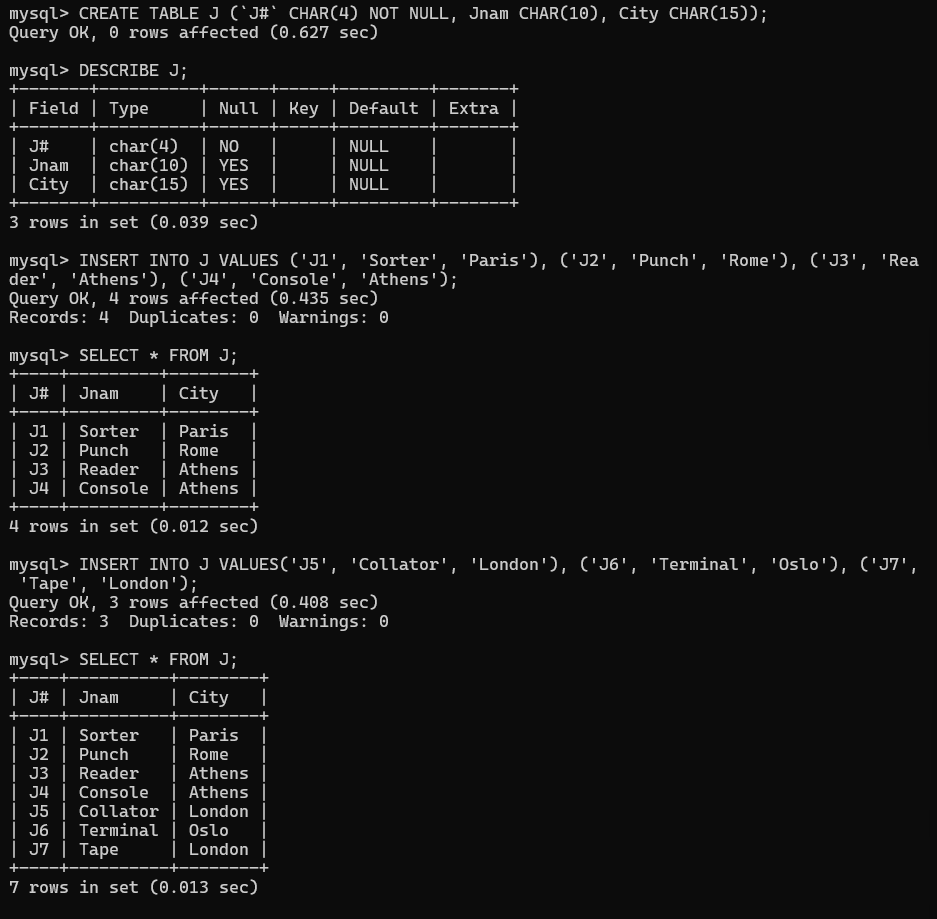 mysql> CREATE TABLE J (`J#` CHAR(4) NOT NULL, Jnam CHAR(10), City CHAR(15));
Query OK, 0 rows affected (0.627 sec)

mysql> DESCRIBE J;
+-------+----------+------+-----+---------+-------+
| Field | Type     | Null | Key | Default | Extra |
+-------+----------+------+-----+---------+-------+
| J#    | char(4)  | NO   |     | NULL    |       |
| Jnam  | char(10) | YES  |     | NULL    |       |
| City  | char(15) | YES  |     | NULL    |       |
+-------+----------+------+-----+---------+-------+
3 rows in set (0.039 sec)

mysql> INSERT INTO J VALUES ('J1', 'Sorter', 'Paris'), ('J2', 'Punch', 'Rome'), ('J3', 'Rea
der', 'Athens'), ('J4', 'Console', 'Athens');
Query OK, 4 rows affected (0.435 sec)
Records: 4  Duplicates: 0  Warnings: 0

mysql> SELECT * FROM J;
+----+---------+--------+
| J# | Jnam    | City   |
+----+---------+--------+
| J1 | Sorter  | Paris  |
| J2 | Punch   | Rome   |
| J3 | Reader  | Athens |
| J4 | Console | Athens |
+----+---------+--------+
4 rows in set (0.012 sec)

mysql> INSERT INTO J VALUES('J5', 'Collator', 'London'), ('J6', 'Terminal', 'Oslo'), ('J7',
 'Tape', 'London');
Query OK, 3 rows affected (0.408 sec)
Records: 3  Duplicates: 0  Warnings: 0

mysql> SELECT * FROM J;
+----+----------+--------+
| J# | Jnam     | City   |
+----+----------+--------+
| J1 | Sorter   | Paris  |
| J2 | Punch    | Rome   |
| J3 | Reader   | Athens |
| J4 | Console  | Athens |
| J5 | Collator | London |
| J6 | Terminal | Oslo   |
| J7 | Tape     | London |
+----+----------+--------+
7 rows in set (0.013 sec)